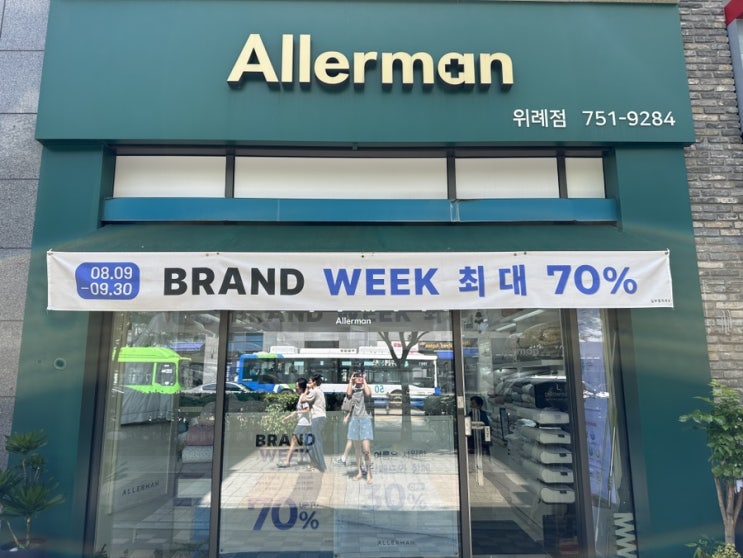 Allerman
위례점 751-9284
08.09
-09.30
BRAND WEEK 최대 70%
Allerman
BRAND
WEEK
70%
30%
ALLERMAN
ALLERMAN